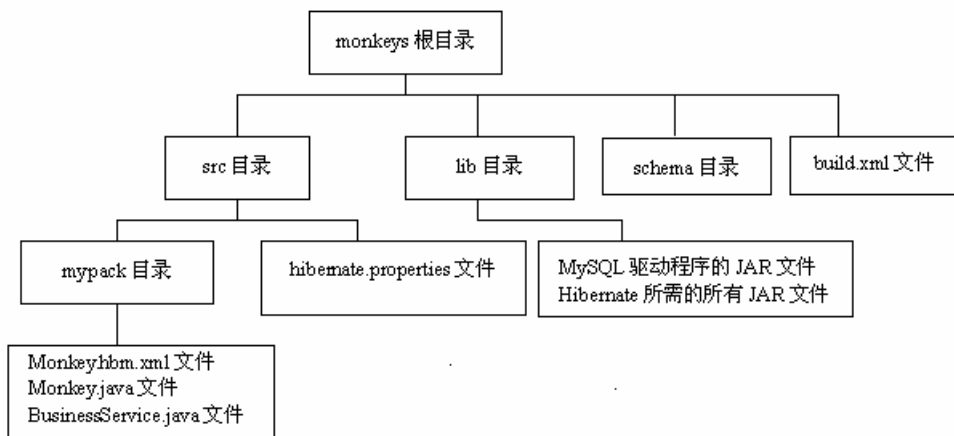 monkeys 根目录
src 目录
lib 目录
schema 目录
build.xml 文件
mypack 目录
hibernate.properties 文件
MySQL 驱动程序的 JAR 文件
Hibernate 所需的所有 JAR 文件
Monkey.hbm.xml 文件
Monkey.java 文件
BusinessService.java 文件